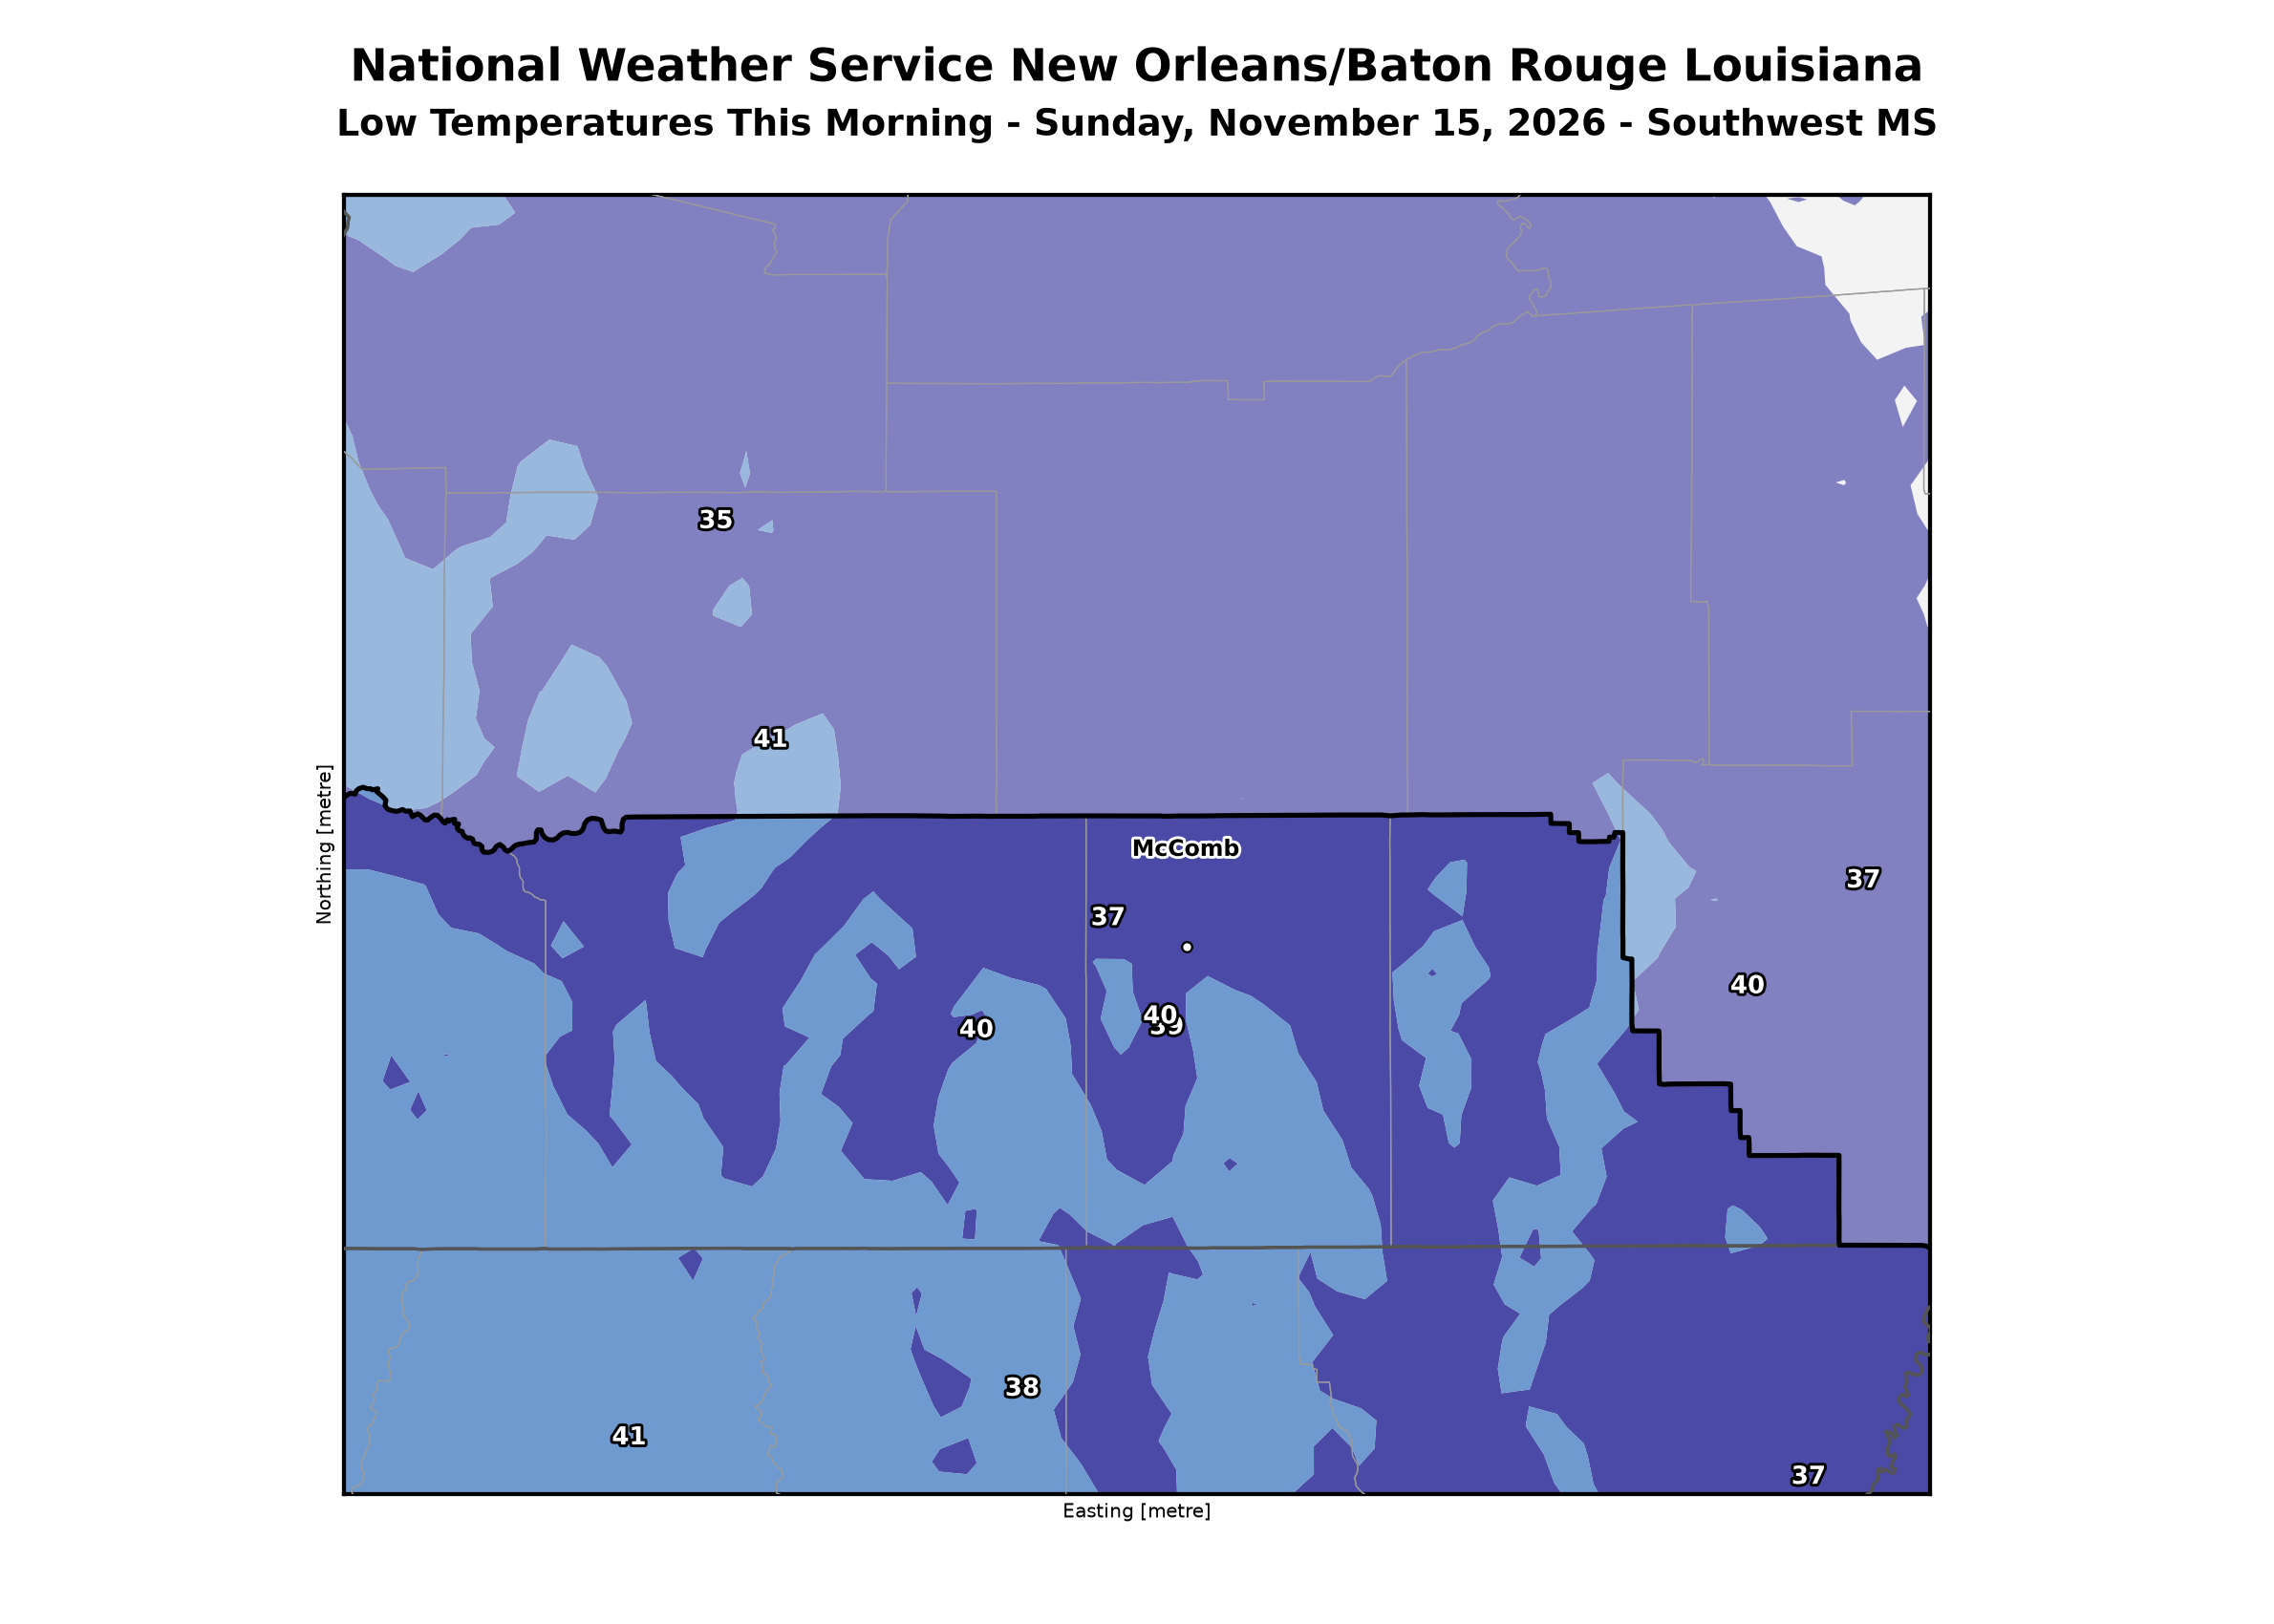 National Weather Service New Orleans/Baton Rouge Louisiana
Low Temperatures This Morning - Sunday, November 15, 2026 - Southwest MS
35
41
Northing [metre]
McComb
37
37
40
40
39
40
38
41
37
Easting [metre]